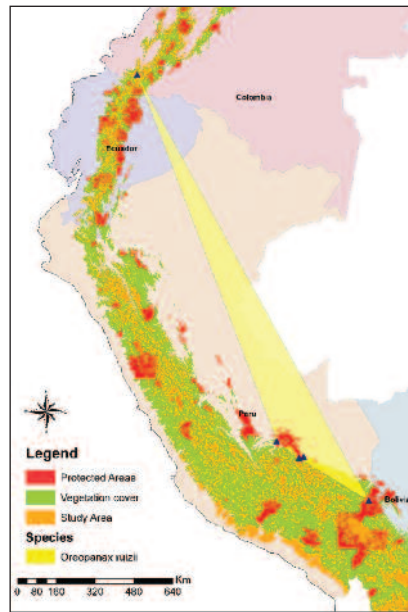 Colombia
Ecuador
Peru
Bolivia
Legend
Protected Areas
Vegetation cover
Study Area
Species
Oreopanax ruizii
Km
0 80 160 320 480 640